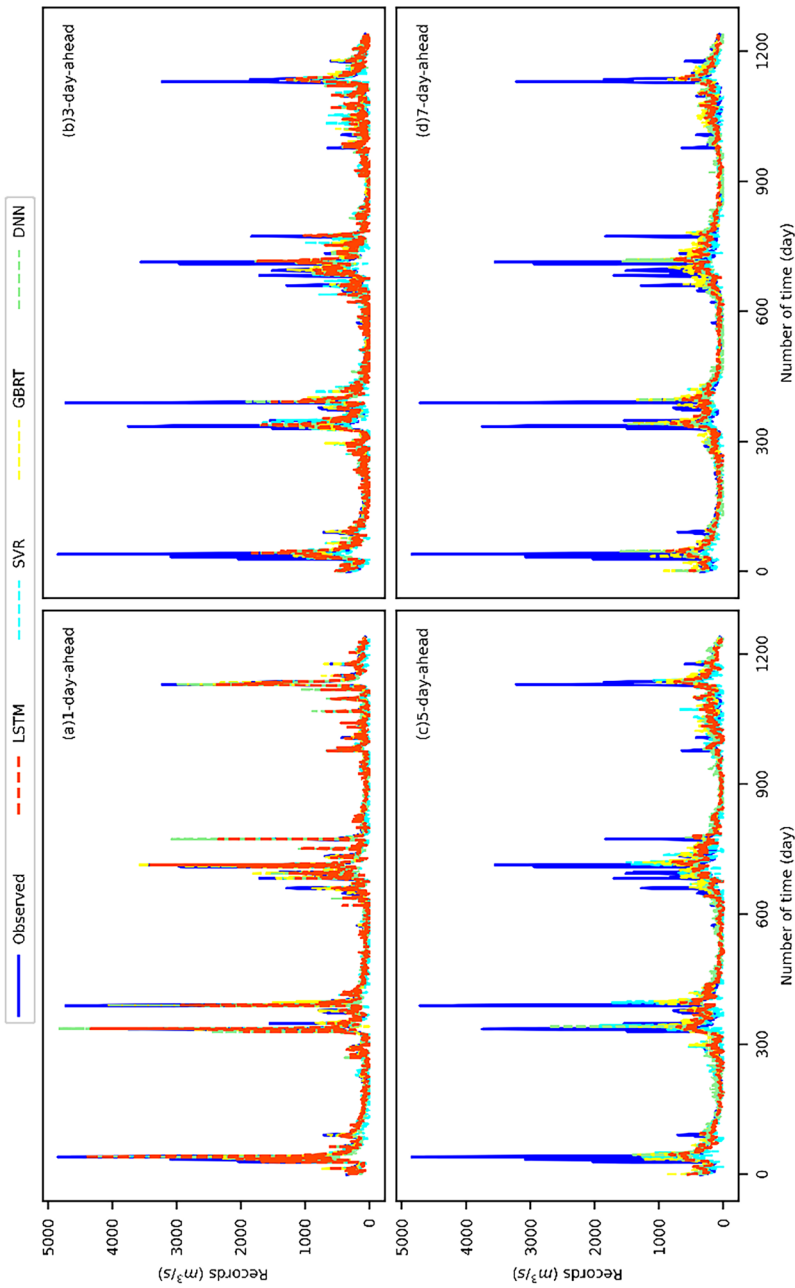 Observed LSTM SVR GBRT DNN
(a)1-day-ahead
5000
4000
3000
2000
1000
0
Records (m³/s)
(b)3-day-ahead
(c)5-day-ahead
5000
4000
3000
2000
1000
0
Records (m³/s)
0 300 600 900 1200
Number of time (day)
(d)7-day-ahead
0 300 600 900 1200
Number of time (day)